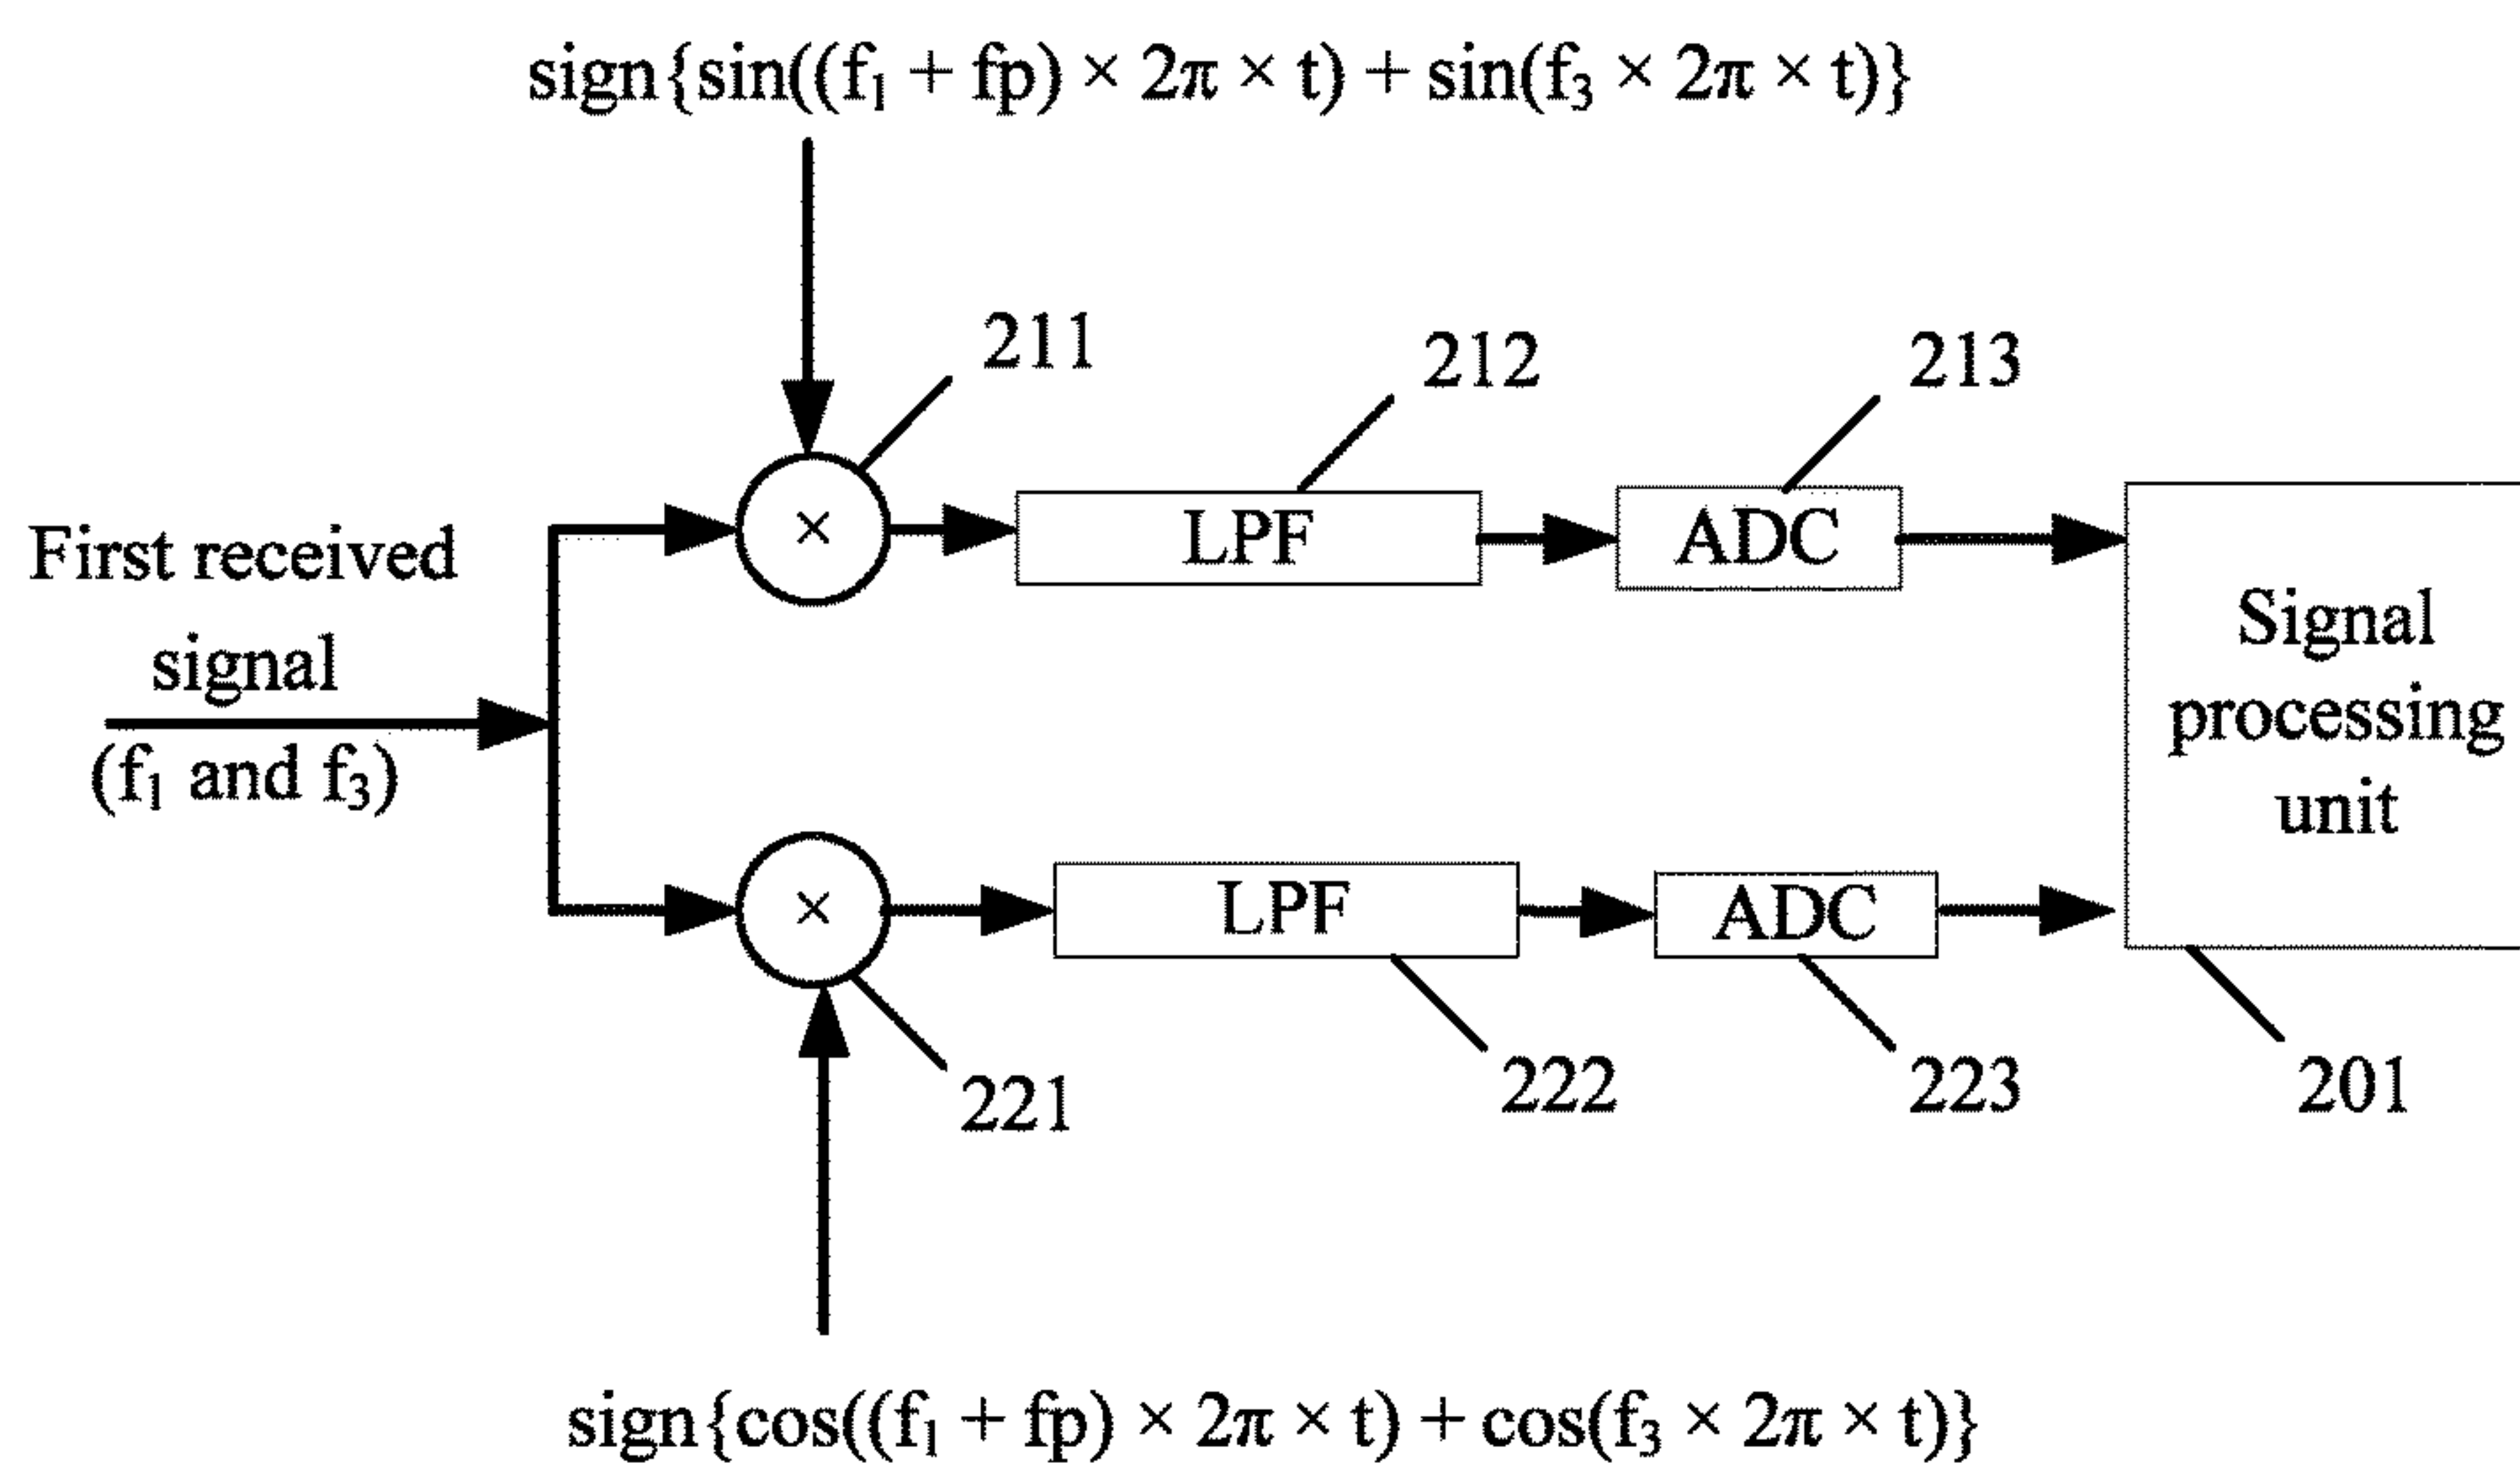 sign{sin((f₁ + fp) × 2π × t) + sin(f₃ × 2π × t)}
211
212
213
First received
signal
(f₁ and f₃)
×
LPF
ADC
Signal
processing
unit
×
LPF
ADC
221
222
223
201
sign{cos((f₁ + fp) × 2π × t) + cos(f₃ × 2π × t)}